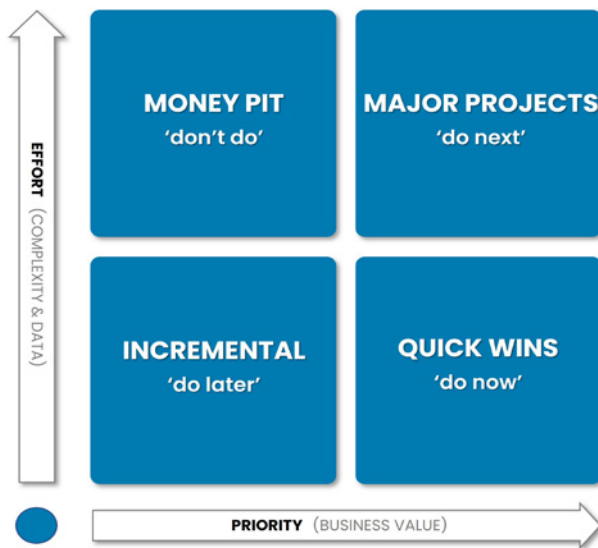 MONEY PIT
‘don’t do’
MAJOR PROJECTS
‘do next’
EFFORT (COMPLEXITY & DATA)
INCREMENTAL
‘do later’
QUICK WINS
‘do now’
PRIORITY (BUSINESS VALUE)